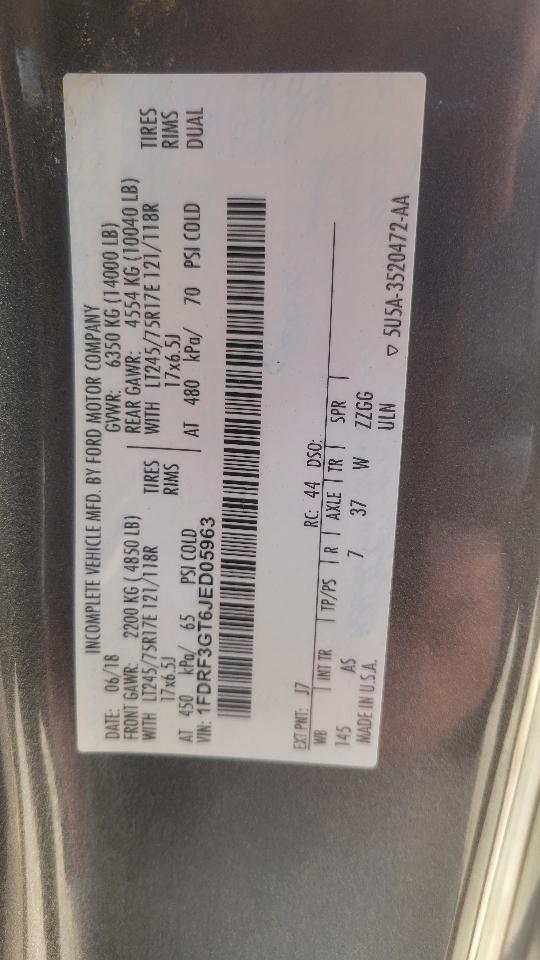 INCOMPLETE VEHICLE MFD. BY FORD MOTOR COMPANY
DATE: 06/18 GVWR: 6350 KG (14000 LB)
FRONT GAWR: 2200 KG ( 4850 LB) REAR GAWR: 4554 KG (10040 LB)
WITH LT245/75R17E 121/118R TIRES WITH LT245/75R17E 121/118R TIRES
17x6.5J RIMS 17x6.5J RIMS
AT 450 kPa/ 65 PSI COLD AT 480 kPa/ 70 PSI COLD DUAL
VIN: 1FDRF3GT6JED05963
EXT PNT: J7 RC: 44 DSO:
WB INT TR TP/PS R AXLE TR SPR
145 AS 7 37 W ZZGG
MADE IN U.S.A. ULN
▽ 5U5A-3520472-AA